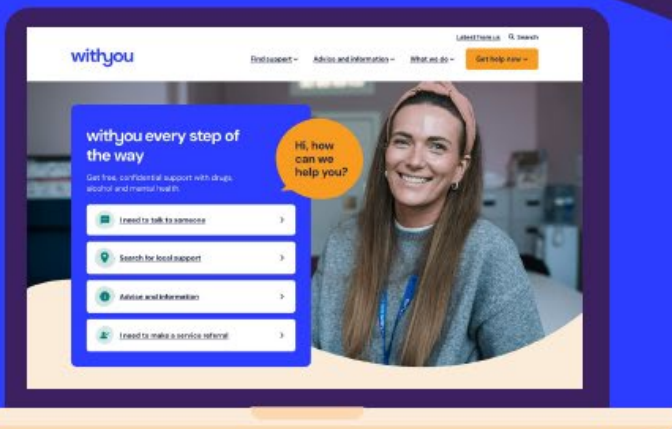 Latest from us Search
withyou
Find support Advice and information What we do Get help now
withyou every step of
the way
Get free, confidential support with drugs,
alcohol and mental health.
Hi, how
can we
help you?
I need to talk to someone
Search for local support
Advice and information
I need to make a service referral